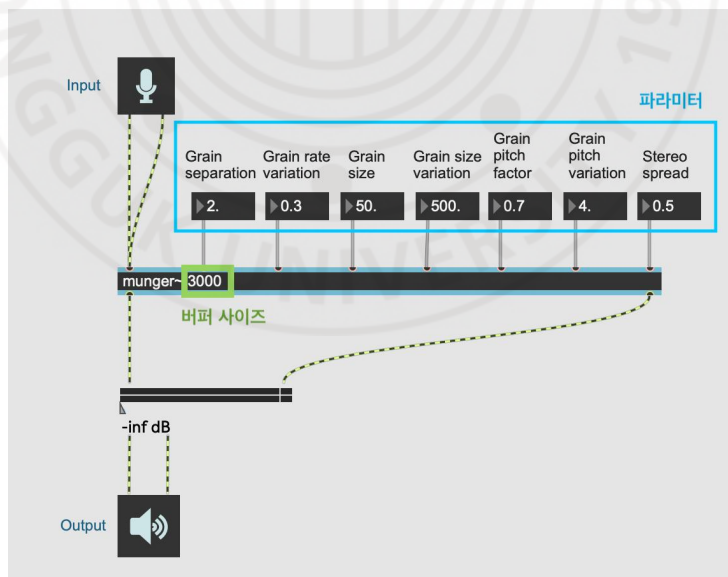 Input
파라미터
Grain separation
Grain rate variation
Grain size
Grain size variation
Grain pitch factor
Grain pitch variation
Stereo spread
2.
0.3
50.
500.
0.7
4.
0.5
munger~ 3000
버퍼 사이즈
-inf dB
Output